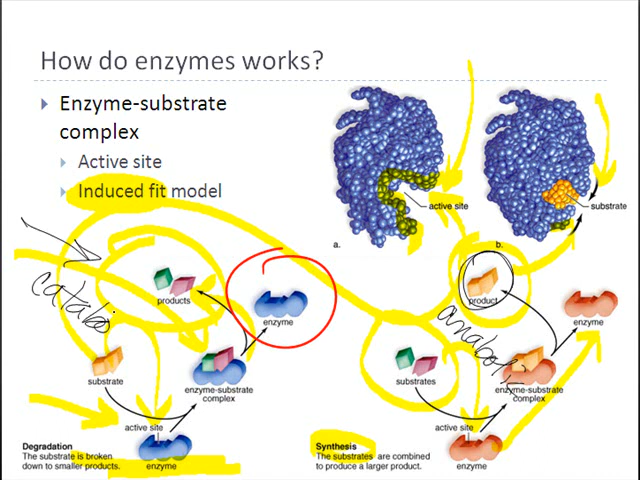 How do enzymes works?
Enzyme-substrate
complex
Active site
Induced fit model
active site
substrate
a.
b.
products
enzyme
product
enzyme
catabo
anabolic
substrate
enzyme-substrate
complex
substrates
enzyme-substrate
complex
active site
active site
Degradation
The substrate is broken
down to smaller products.
enzyme
Synthesis
The substrates are combined
to produce a larger product.
enzyme